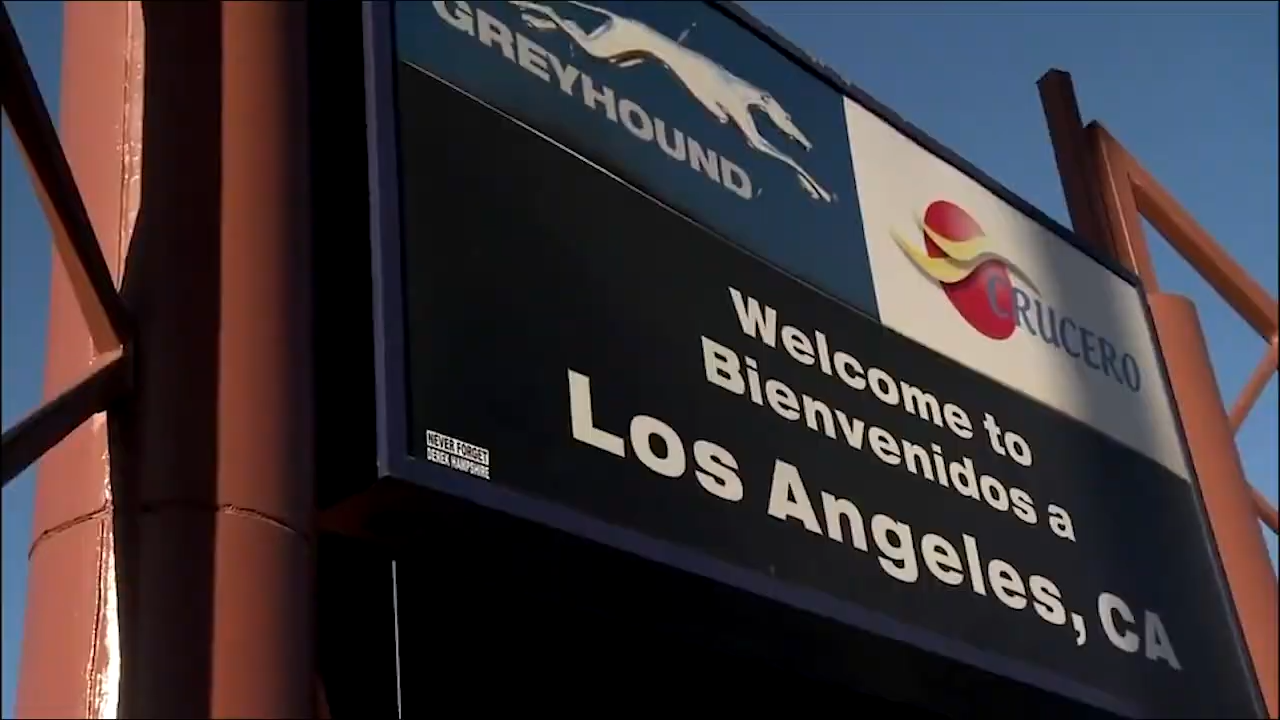 GREYHOUND
CRUCERO
Welcome to
Bienvenidos a
Los Angeles, CA
NEVER FORGET
DEREK HAMPSHIRE